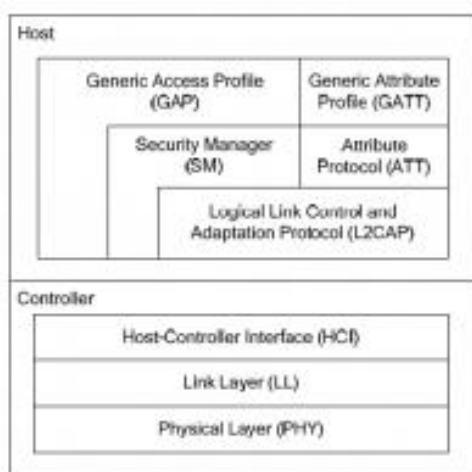 Host
Generic Access Profile
(GAP)
Generic Attribute
Profile (GATT)
Security Manager
(SM)
Attribute
Protocol (ATT)
Logical Link Control and
Adaptation Protocol (L2CAP)
Controller
Host-Controller Interface (HCI)
Link Layer (LL)
Physical Layer (PHY)